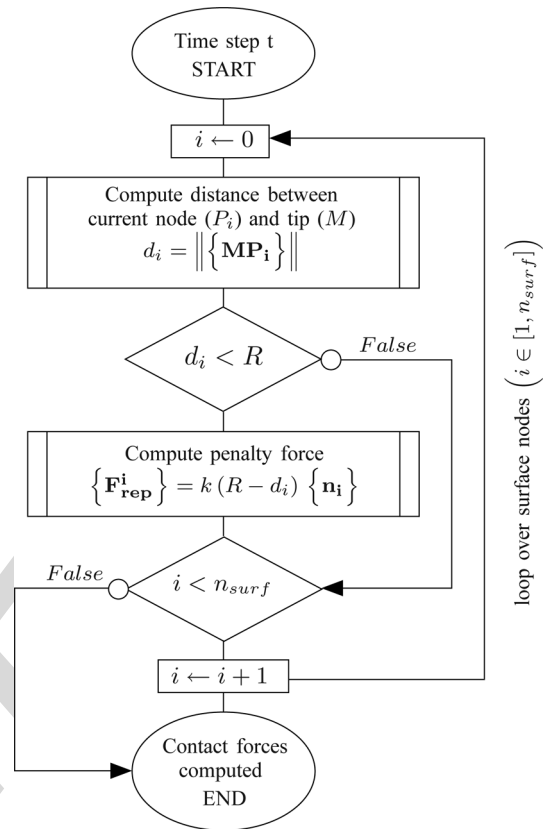 Time step t
START
i ← 0
Compute distance between
current node (P_i) and tip (M)
d_i = ‖{MP_i}‖
d_i < R
False
Compute penalty force
{F^i_rep} = k (R − d_i) {n_i}
False
i < n_surf
i ← i + 1
Contact forces
computed
END
loop over surface nodes (i ∈ [1, n_surf])